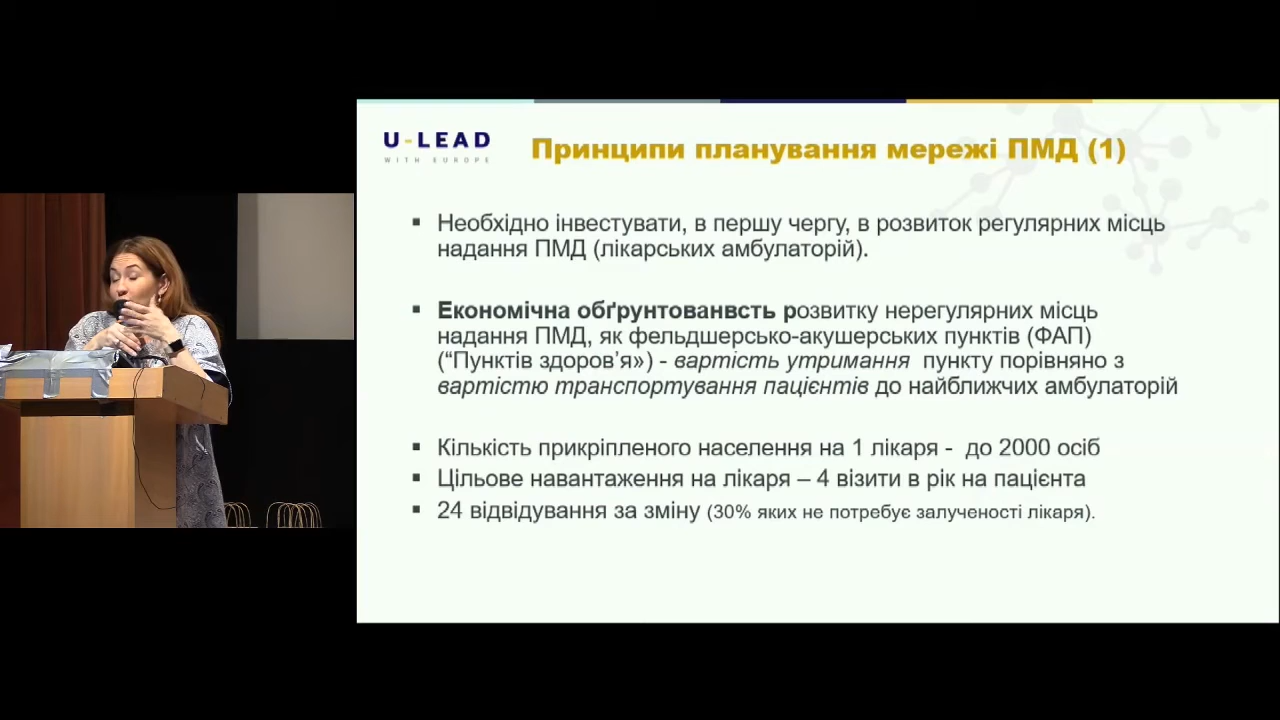 U-LEAD
WITH EUROPE
Принципи планування мережі ПМД (1)
▪ Необхідно інвестувати, в першу чергу, в розвиток регулярних місць
надання ПМД (лікарських амбулаторій).
▪ Економічна обґрунтованвсть розвитку нерегулярних місць
надання ПМД, як фельдшерсько-акушерських пунктів (ФАП)
(“Пунктів здоров’я») - вартість утримання пункту порівняно з
вартістю транспортування пацієнтів до найближчих амбулаторій
▪ Кількість прикріпленого населення на 1 лікаря - до 2000 осіб
▪ Цільове навантаження на лікаря – 4 візити в рік на пацієнта
▪ 24 відвідування за зміну (30% яких не потребує залученості лікаря).